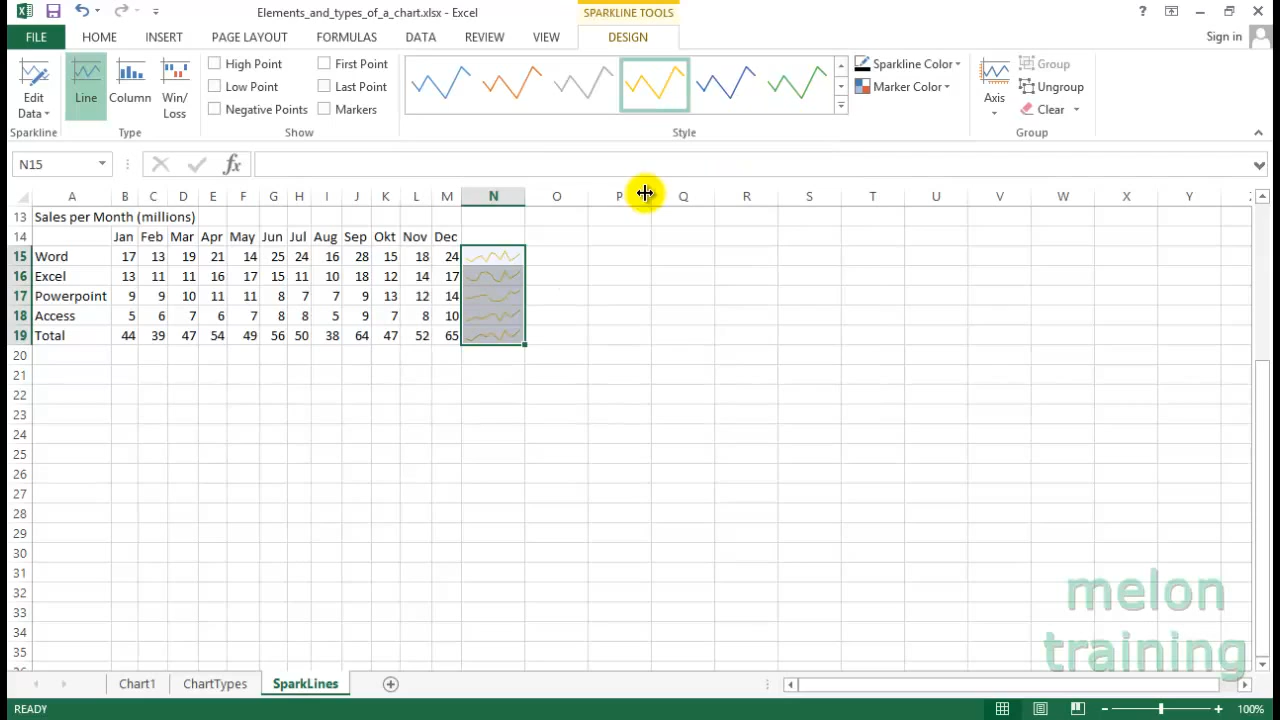 Elements_and_types_of_a_chart.xlsx - Excel
SPARKLINE TOOLS
?
FILE HOME INSERT PAGE LAYOUT FORMULAS DATA REVIEW VIEW DESIGN Sign in
Edit Data
Line
Column
Win/Loss
High Point
Low Point
Negative Points
First Point
Last Point
Markers
Sparkline Color
Marker Color
Axis
Group
Ungroup
Clear
Sparkline Type Show Style Group
N15 fx
A B C D E F G H I J K L M N O P Q R S T U V W X Y
13 Sales per Month (millions)
14 Jan Feb Mar Apr May Jun Jul Aug Sep Okt Nov Dec
15 Word 17 13 19 21 14 25 24 16 28 15 18 24
16 Excel 13 11 11 16 17 15 11 10 18 12 14 17
17 Powerpoint 9 9 10 11 11 8 7 7 9 13 12 14
18 Access 5 6 7 6 7 8 8 5 9 7 8 10
19 Total 44 39 47 54 49 56 50 38 64 47 52 65
20
21
22
23
24
25
26
27
28
29
30
31
32
33
34
35
melon
training
Chart1 ChartTypes SparkLines
READY 100%